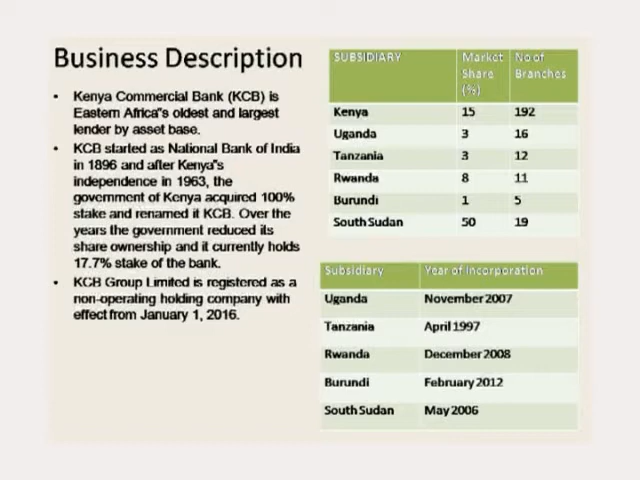 Business Description
• Kenya Commercial Bank (KCB) is
Eastern Africa"s oldest and largest
lender by asset base.
• KCB started as National Bank of India
in 1896 and after Kenya"s
independence in 1963, the
government of Kenya acquired 100%
stake and renamed it KCB. Over the
years the government reduced its
share ownership and it currently holds
17.7% stake of the bank.
• KCB Group Limited is registered as a
non-operating holding company with
effect from January 1, 2016.
SUBSIDIARY Market Share (%) No of Branches
Kenya 15 192
Uganda 3 16
Tanzania 3 12
Rwanda 8 11
Burundi 1 5
South Sudan 50 19
Subsidiary Year of Incorporation
Uganda November 2007
Tanzania April 1997
Rwanda December 2008
Burundi February 2012
South Sudan May 2006